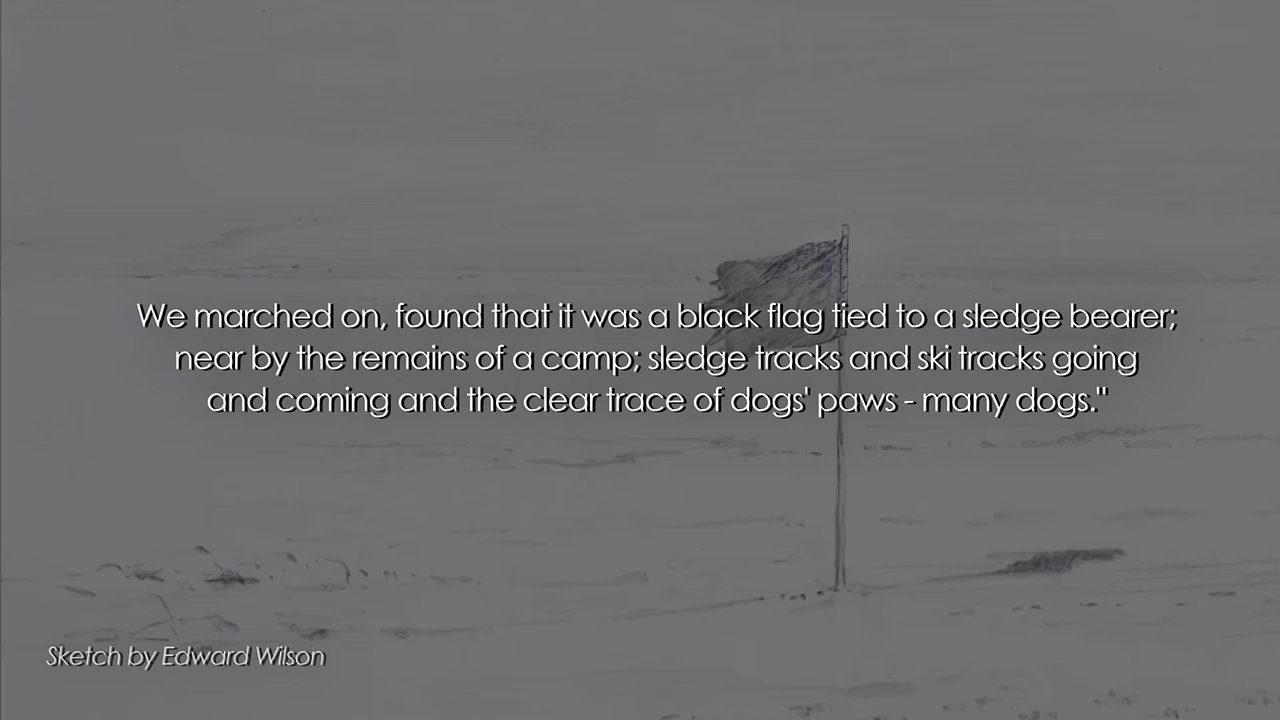 We marched on, found that it was a black flag tied to a sledge bearer;
near by the remains of a camp; sledge tracks and ski tracks going
and coming and the clear trace of dogs' paws - many dogs."
Sketch by Edward Wilson